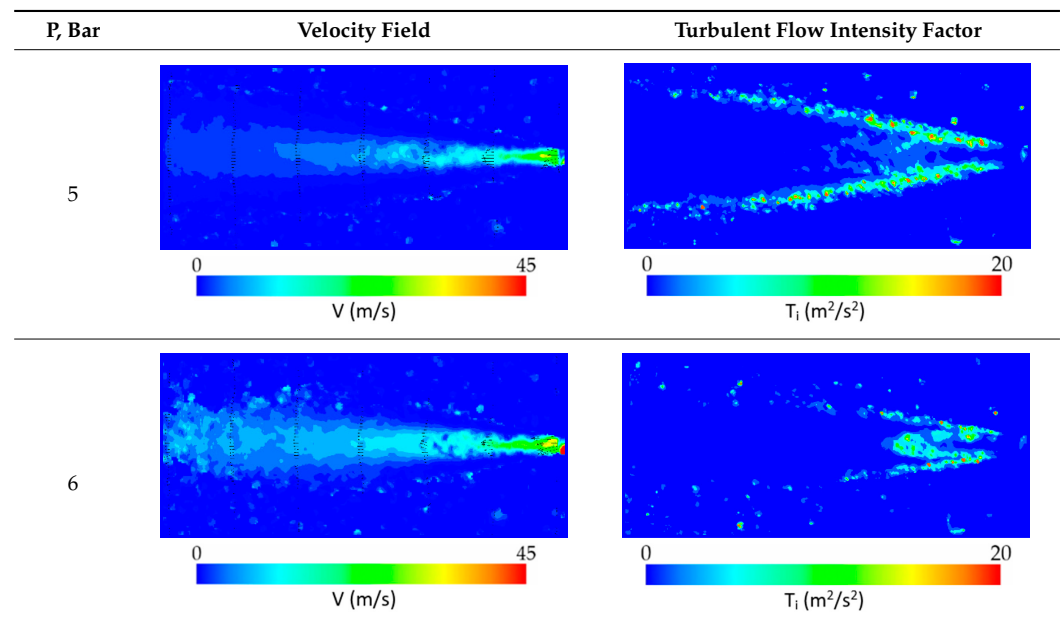 P, Bar Velocity Field Turbulent Flow Intensity Factor
5
0 45 0 20
V (m/s) Tᵢ (m²/s²)
6
0 45 0 20
V (m/s) Tᵢ (m²/s²)